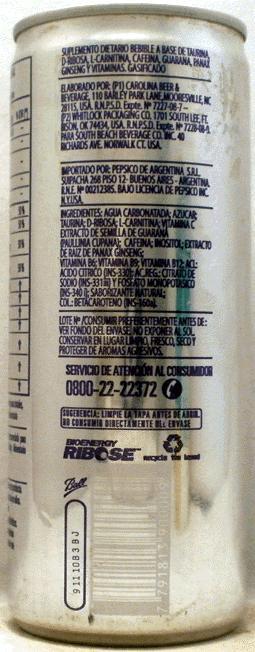 SUPLEMENTO DIETARIO BEBIBLE A BASE DE TAURINA,
D-RIBOSA, L-CARNITINA, CAFEINA, GUARANA, PANAX
GINSENG Y VITAMINAS. GASIFICADO
ELABORADO POR: (P1) CAROLINA BEER &
BEVERAGE, 110 BARLEY PARK LANE, MOORESVILLE, NC
28115, USA. R.N.P.S.D. Expte. Nº 7227-08-7 –
(P2) WHITLOCK PACKAGING CO. 1701 SOUTH LEE, FT.
GIBSON, OK 74434, USA. R.N.P.S.D. Expte. Nº 7228-08-8
PARA SOUTH BEACH BEVERAGE CO. INC. 40
RICHARDS AVE. NORWALK CT. USA.
IMPORTADO POR: PEPSICO DE ARGENTINA S.R.L.
SUIPACHA 268 PISO 12- BUENOS AIRES - ARGENTINA
R.N.E. Nº 00212385. BAJO LICENCIA DE PEPSICO INC.
N.Y.USA.
INGREDIENTES: AGUA CARBONATADA; AZUCAR;
TAURINA; D-RIBOSA; L-CARNITINA; VITAMINA C
EXTRACTO DE SEMILLA DE GUARANA
(PAULLINIA CUPANA); CAFEINA; INOSITOL; EXTRACTO
DE RAIZ DE PANAX GINSENG;
VITAMINA B6; VITAMINA B9; VITAMINA B12; ACI.:
ACIDO CITRICO (INS-330); AC.REG.: CITRATO DE
SODIO (INS-331iii) Y FOSFATO MONOPOTASICO
(INS-340 i); SABORIZANTE NATURAL;
COL.: BETACAROTENO (INS-160ai).
LOTE Nº /CONSUMIR PREFERENTEMENTE ANTES DE:
VER FONDO DEL ENVASE. NO EXPONER AL SOL.
CONSERVAR EN LUGAR LIMPIO, FRESCO, SECO Y
PROTEGER DE AROMAS AGRESIVOS.
SERVICIO DE ATENCIÓN AL CONSUMIDOR
0800-22-22372
SUGERENCIA: LIMPIE LA TAPA ANTES DE ABRIR.
NO CONSUMIR DIRECTAMENTE DEL ENVASE
BIOENERGY
RIBOSE™
recycle this layout
Ball
91110B3BJ